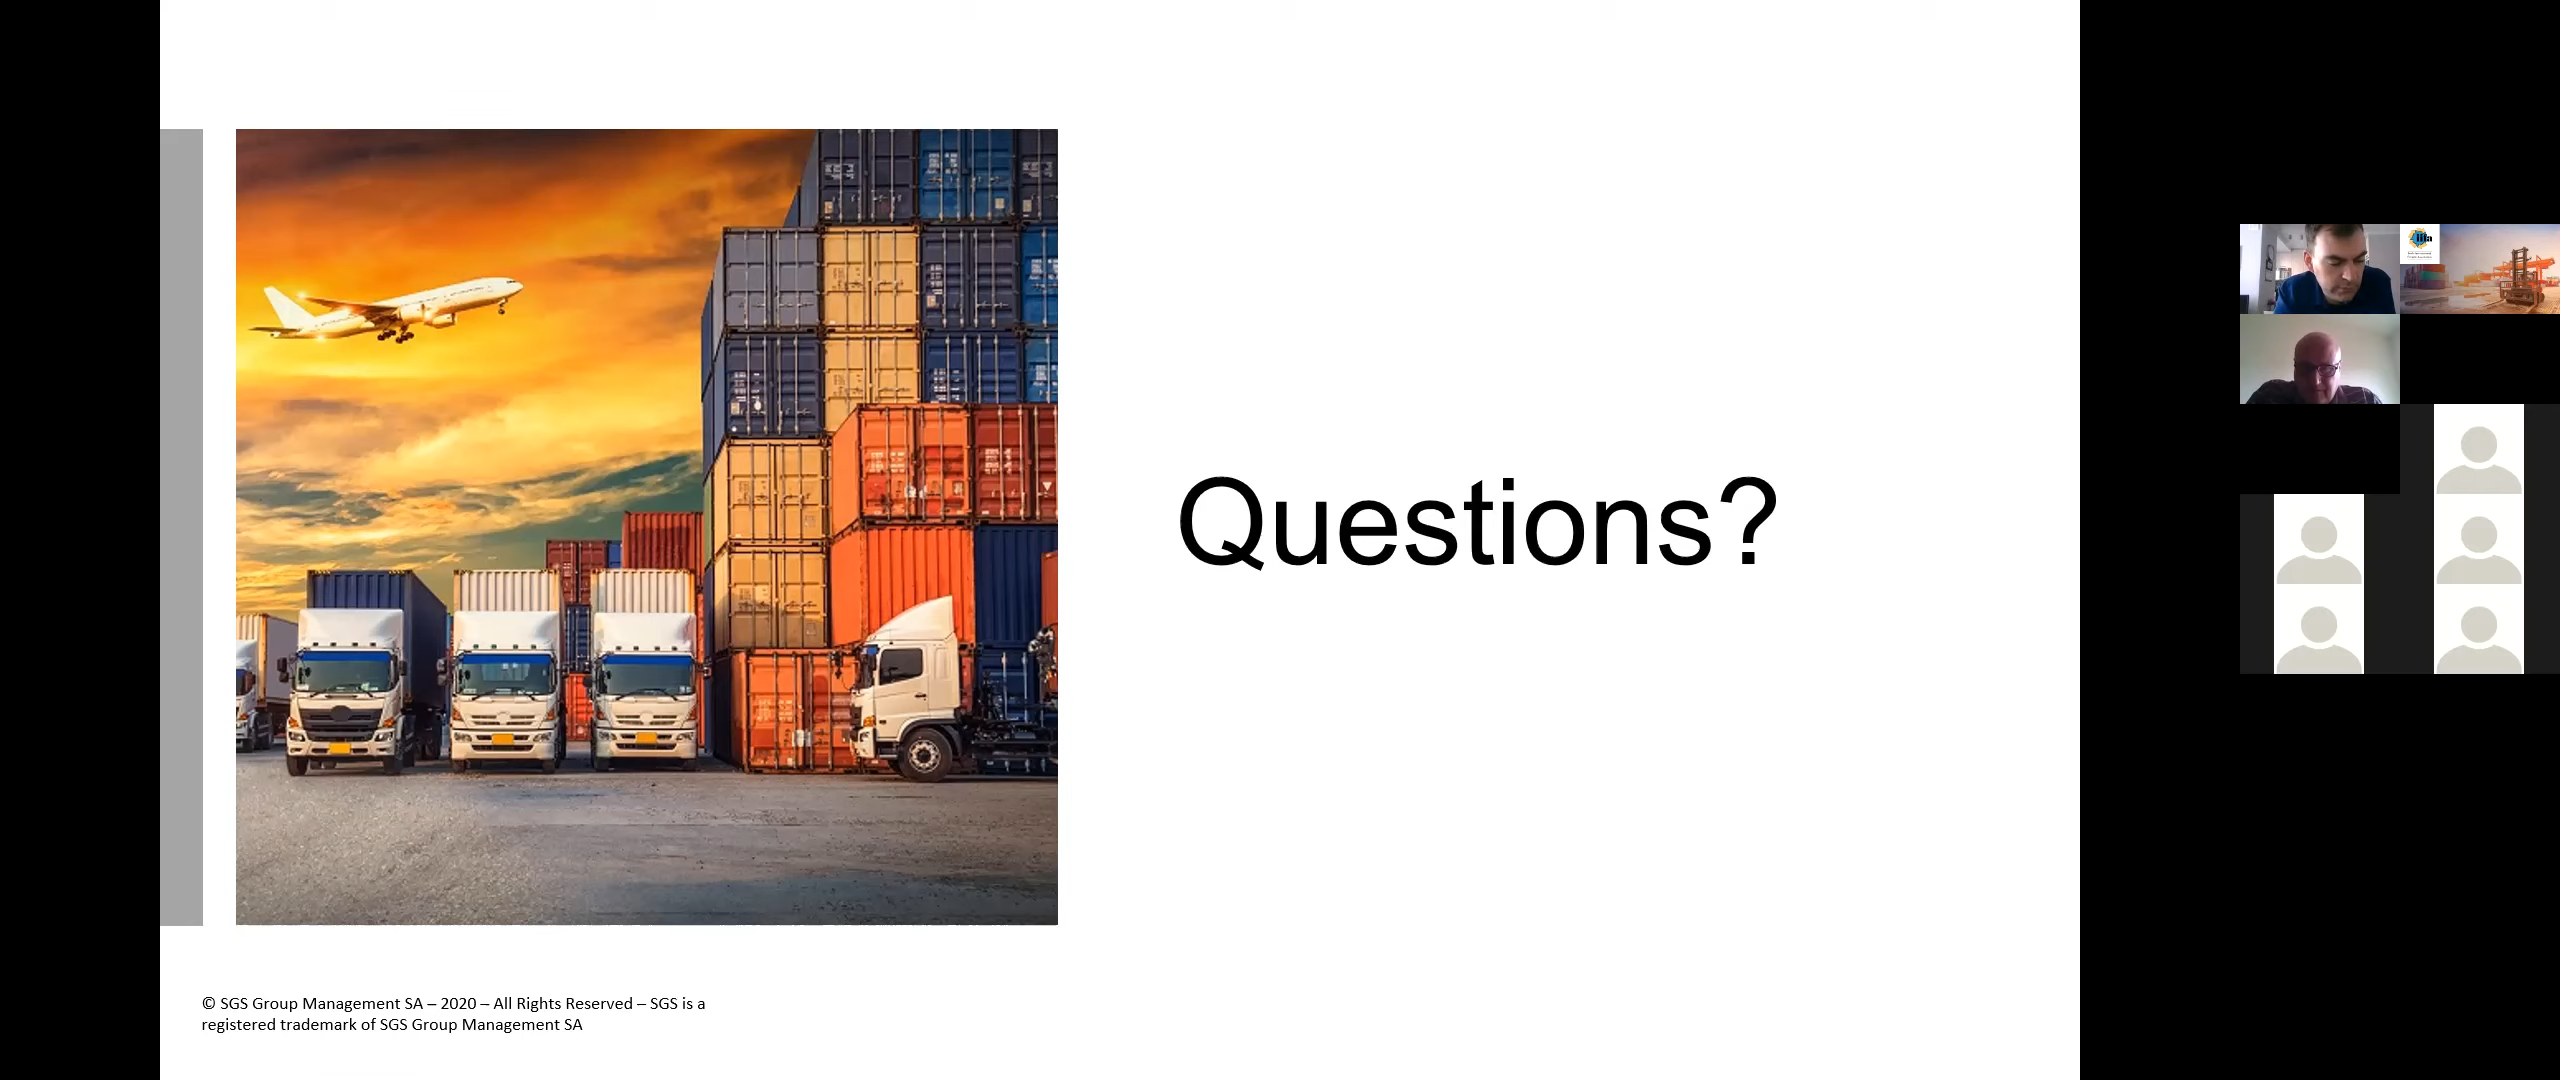 Questions?
© SGS Group Management SA – 2020 – All Rights Reserved – SGS is a
registered trademark of SGS Group Management SA